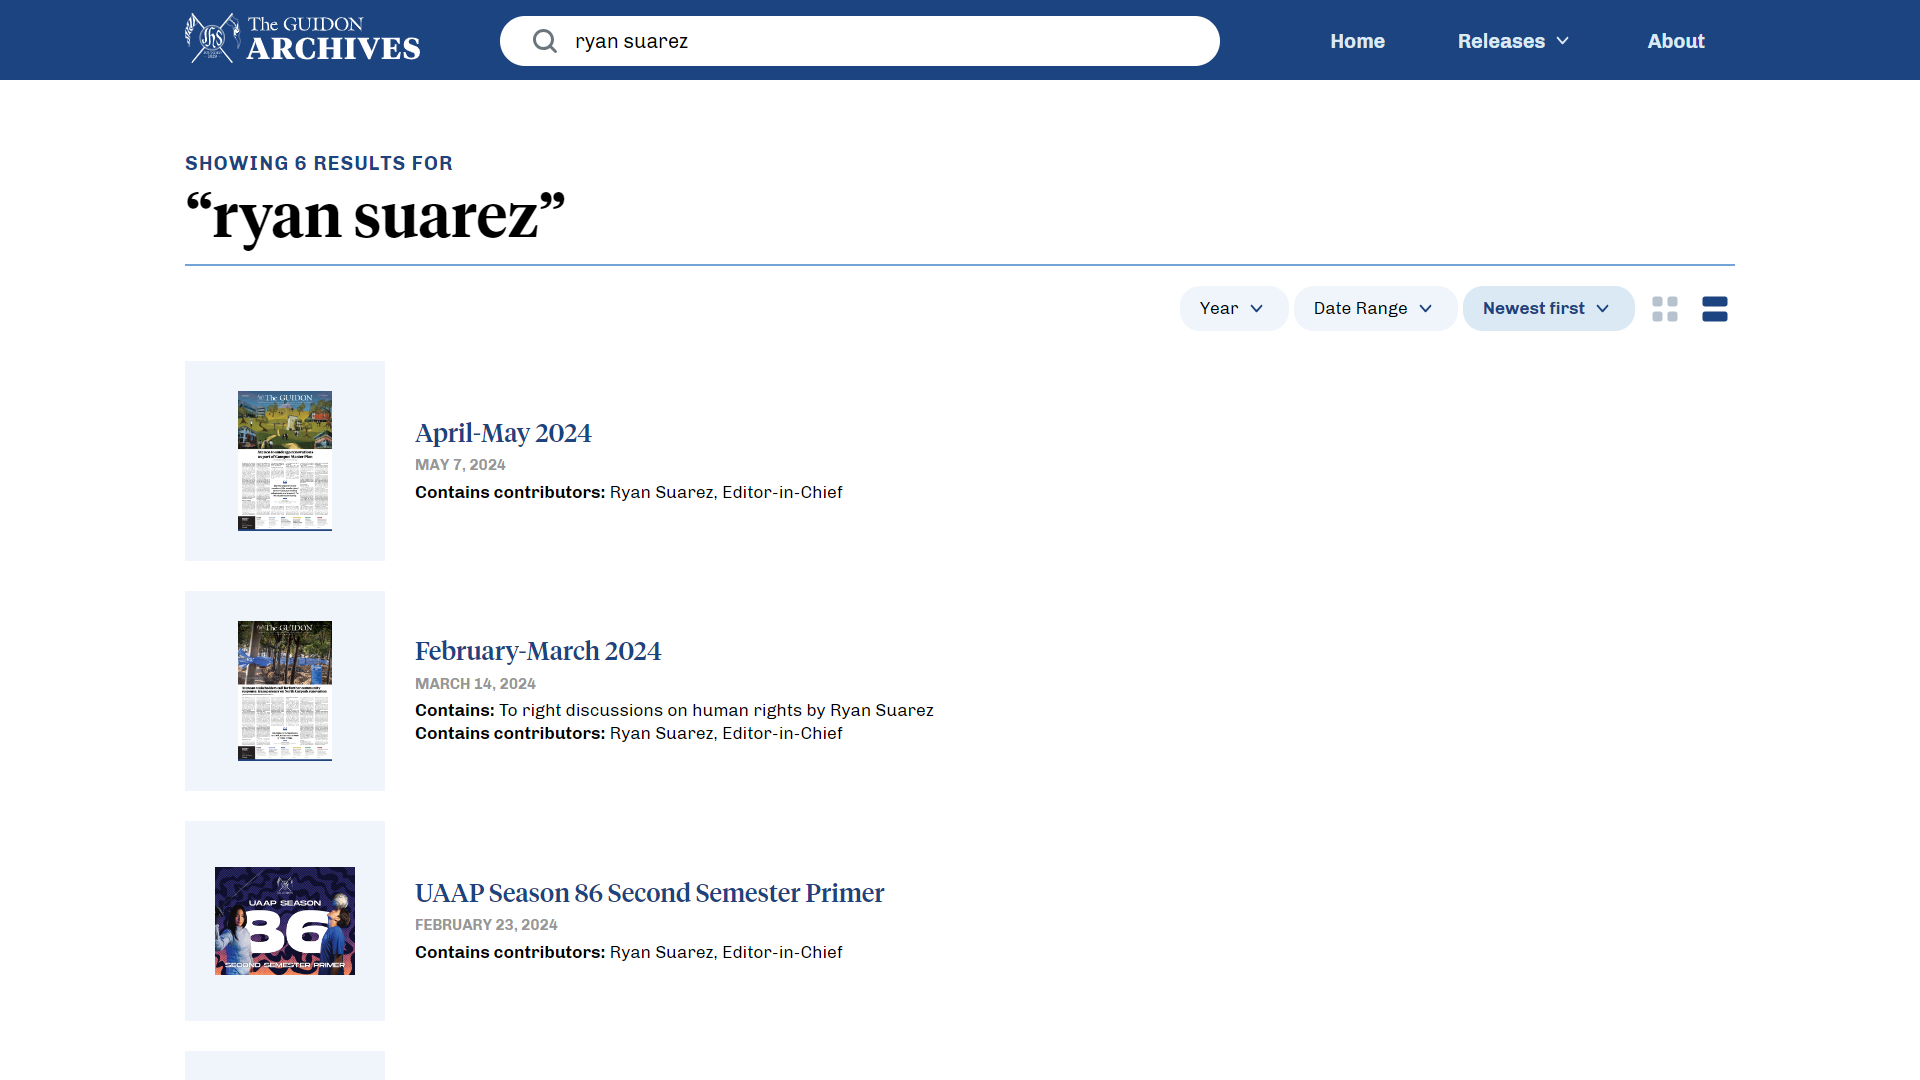 The GUIDON
ARCHIVES
ryan suarez
Home
Releases
About
SHOWING 6 RESULTS FOR
“ryan suarez”
Year
Date Range
Newest first
The GUIDON
April-May 2024
MAY 7, 2024
Contains contributors: Ryan Suarez, Editor-in-Chief
The GUIDON
February-March 2024
MARCH 14, 2024
Contains: To right discussions on human rights by Ryan Suarez
Contains contributors: Ryan Suarez, Editor-in-Chief
UAAP SEASON
86
SECOND SEMESTER PRIMER
UAAP Season 86 Second Semester Primer
FEBRUARY 23, 2024
Contains contributors: Ryan Suarez, Editor-in-Chief